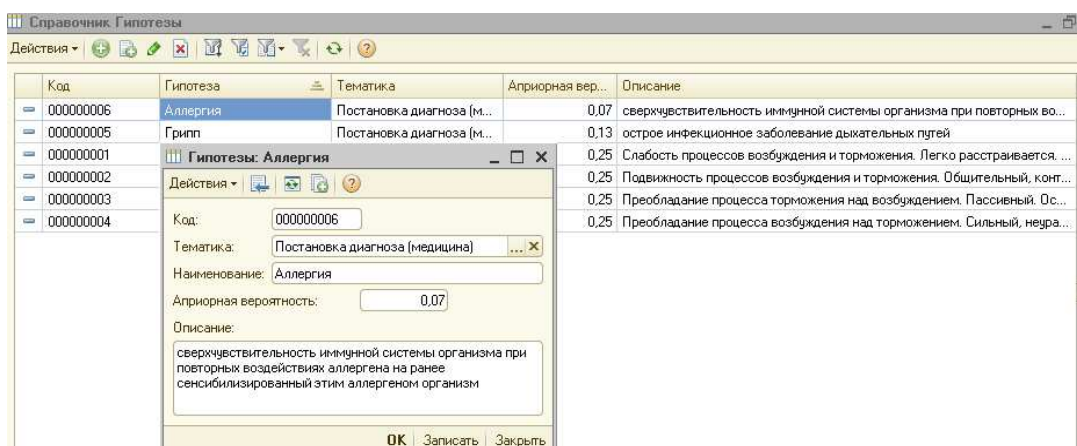 Справочник Гипотезы
Действия
Код Гипотеза Тематика Априорная вер... Описание
000000006 Аллергия Постановка диагноза (м... 0,07 сверхчувствительность иммунной системы организма при повторных во...
000000005 Грипп Постановка диагноза (м... 0,13 острое инфекционное заболевание дыхательных путей
000000001 0,25 Слабость процессов возбуждения и торможения. Легко расстраивается. ...
000000002 0,25 Подвижность процессов возбуждения и торможения. Общительный, конт...
000000003 0,25 Преобладание процесса торможения над возбуждением. Пассивный. Ос...
000000004 0,25 Преобладание процесса возбуждения над торможением. Сильный, неура...
Гипотезы: Аллергия
Действия
Код: 000000006
Тематика: Постановка диагноза (медицина) ...
Наименование: Аллергия
Априорная вероятность: 0,07
Описание:
сверхчувствительность иммунной системы организма при
повторных воздействиях аллергена на ранее
сенсибилизированный этим аллергеном организм
OK Записать Закрыть